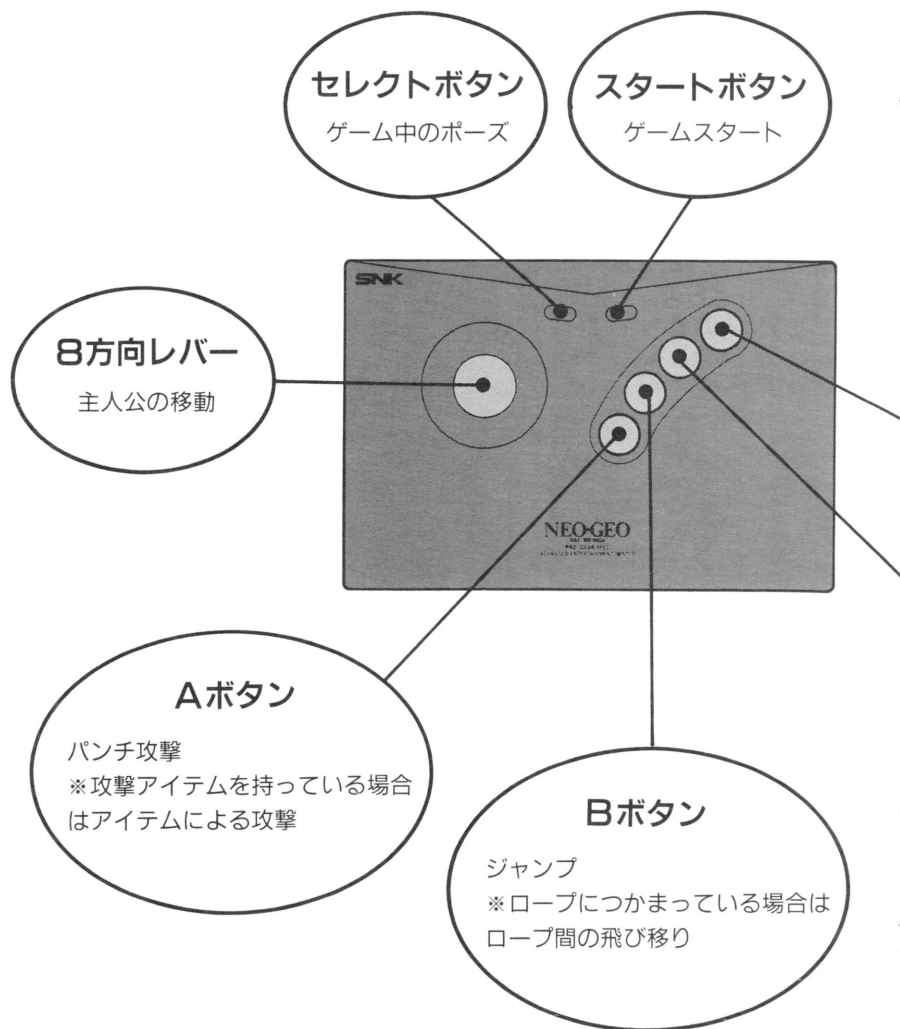 セレクトボタン
ゲーム中のポーズ
スタートボタン
ゲームスタート
SNK
8方向レバー
主人公の移動
NEO・GEO
Aボタン
パンチ攻撃
※攻撃アイテムを持っている場合
はアイテムによる攻撃
Bボタン
ジャンプ
※ロープにつかまっている場合は
ロープ間の飛び移り